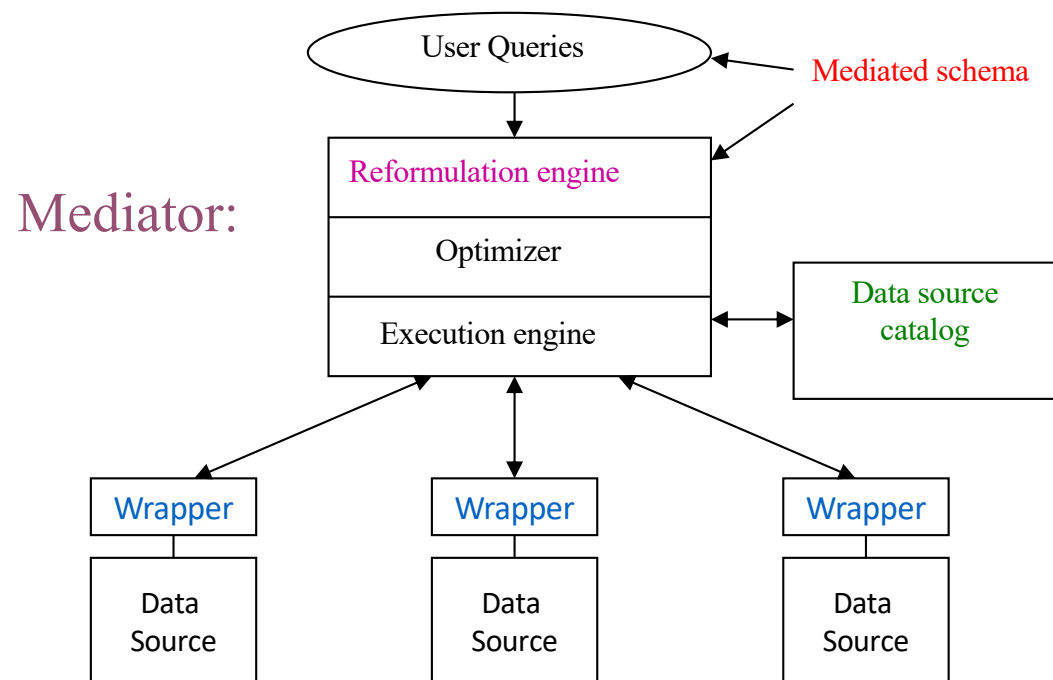 User Queries
Mediated schema
Reformulation engine
Mediator:
Optimizer
Data source
catalog
Execution engine
Wrapper
Wrapper
Wrapper
Data
Source
Data
Source
Data
Source